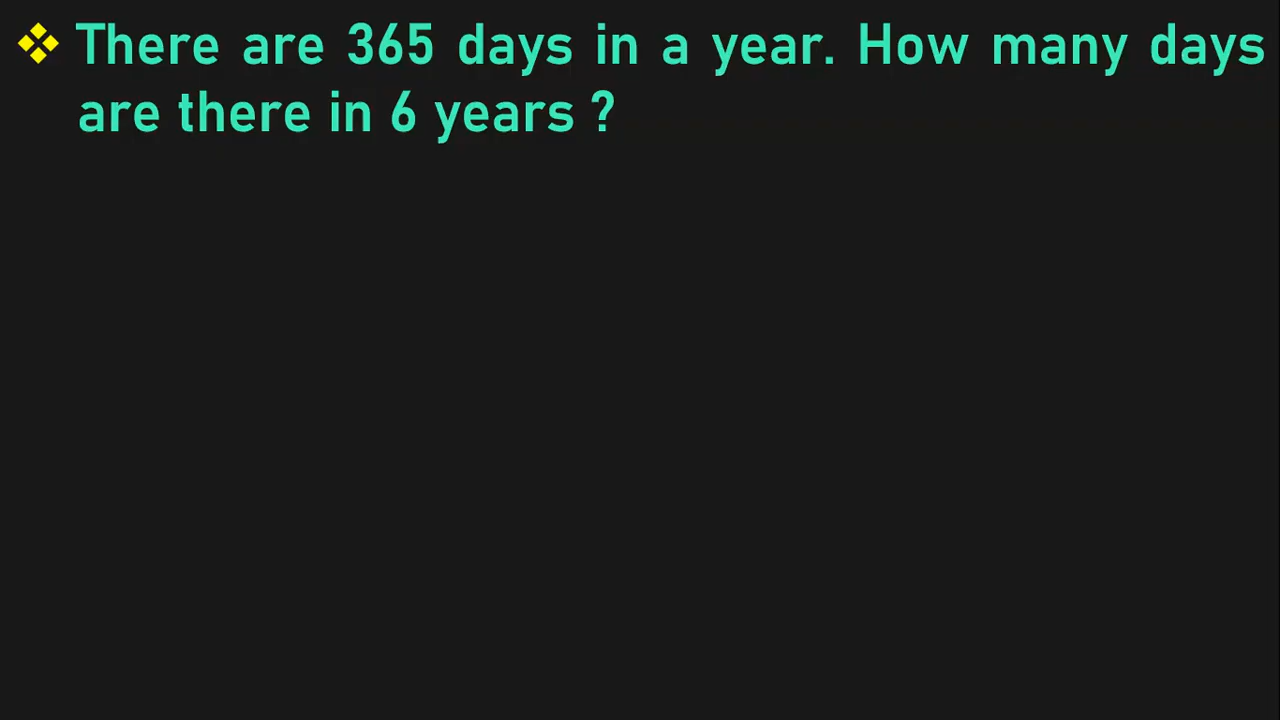 ❖ There are 365 days in a year. How many days
are there in 6 years ?